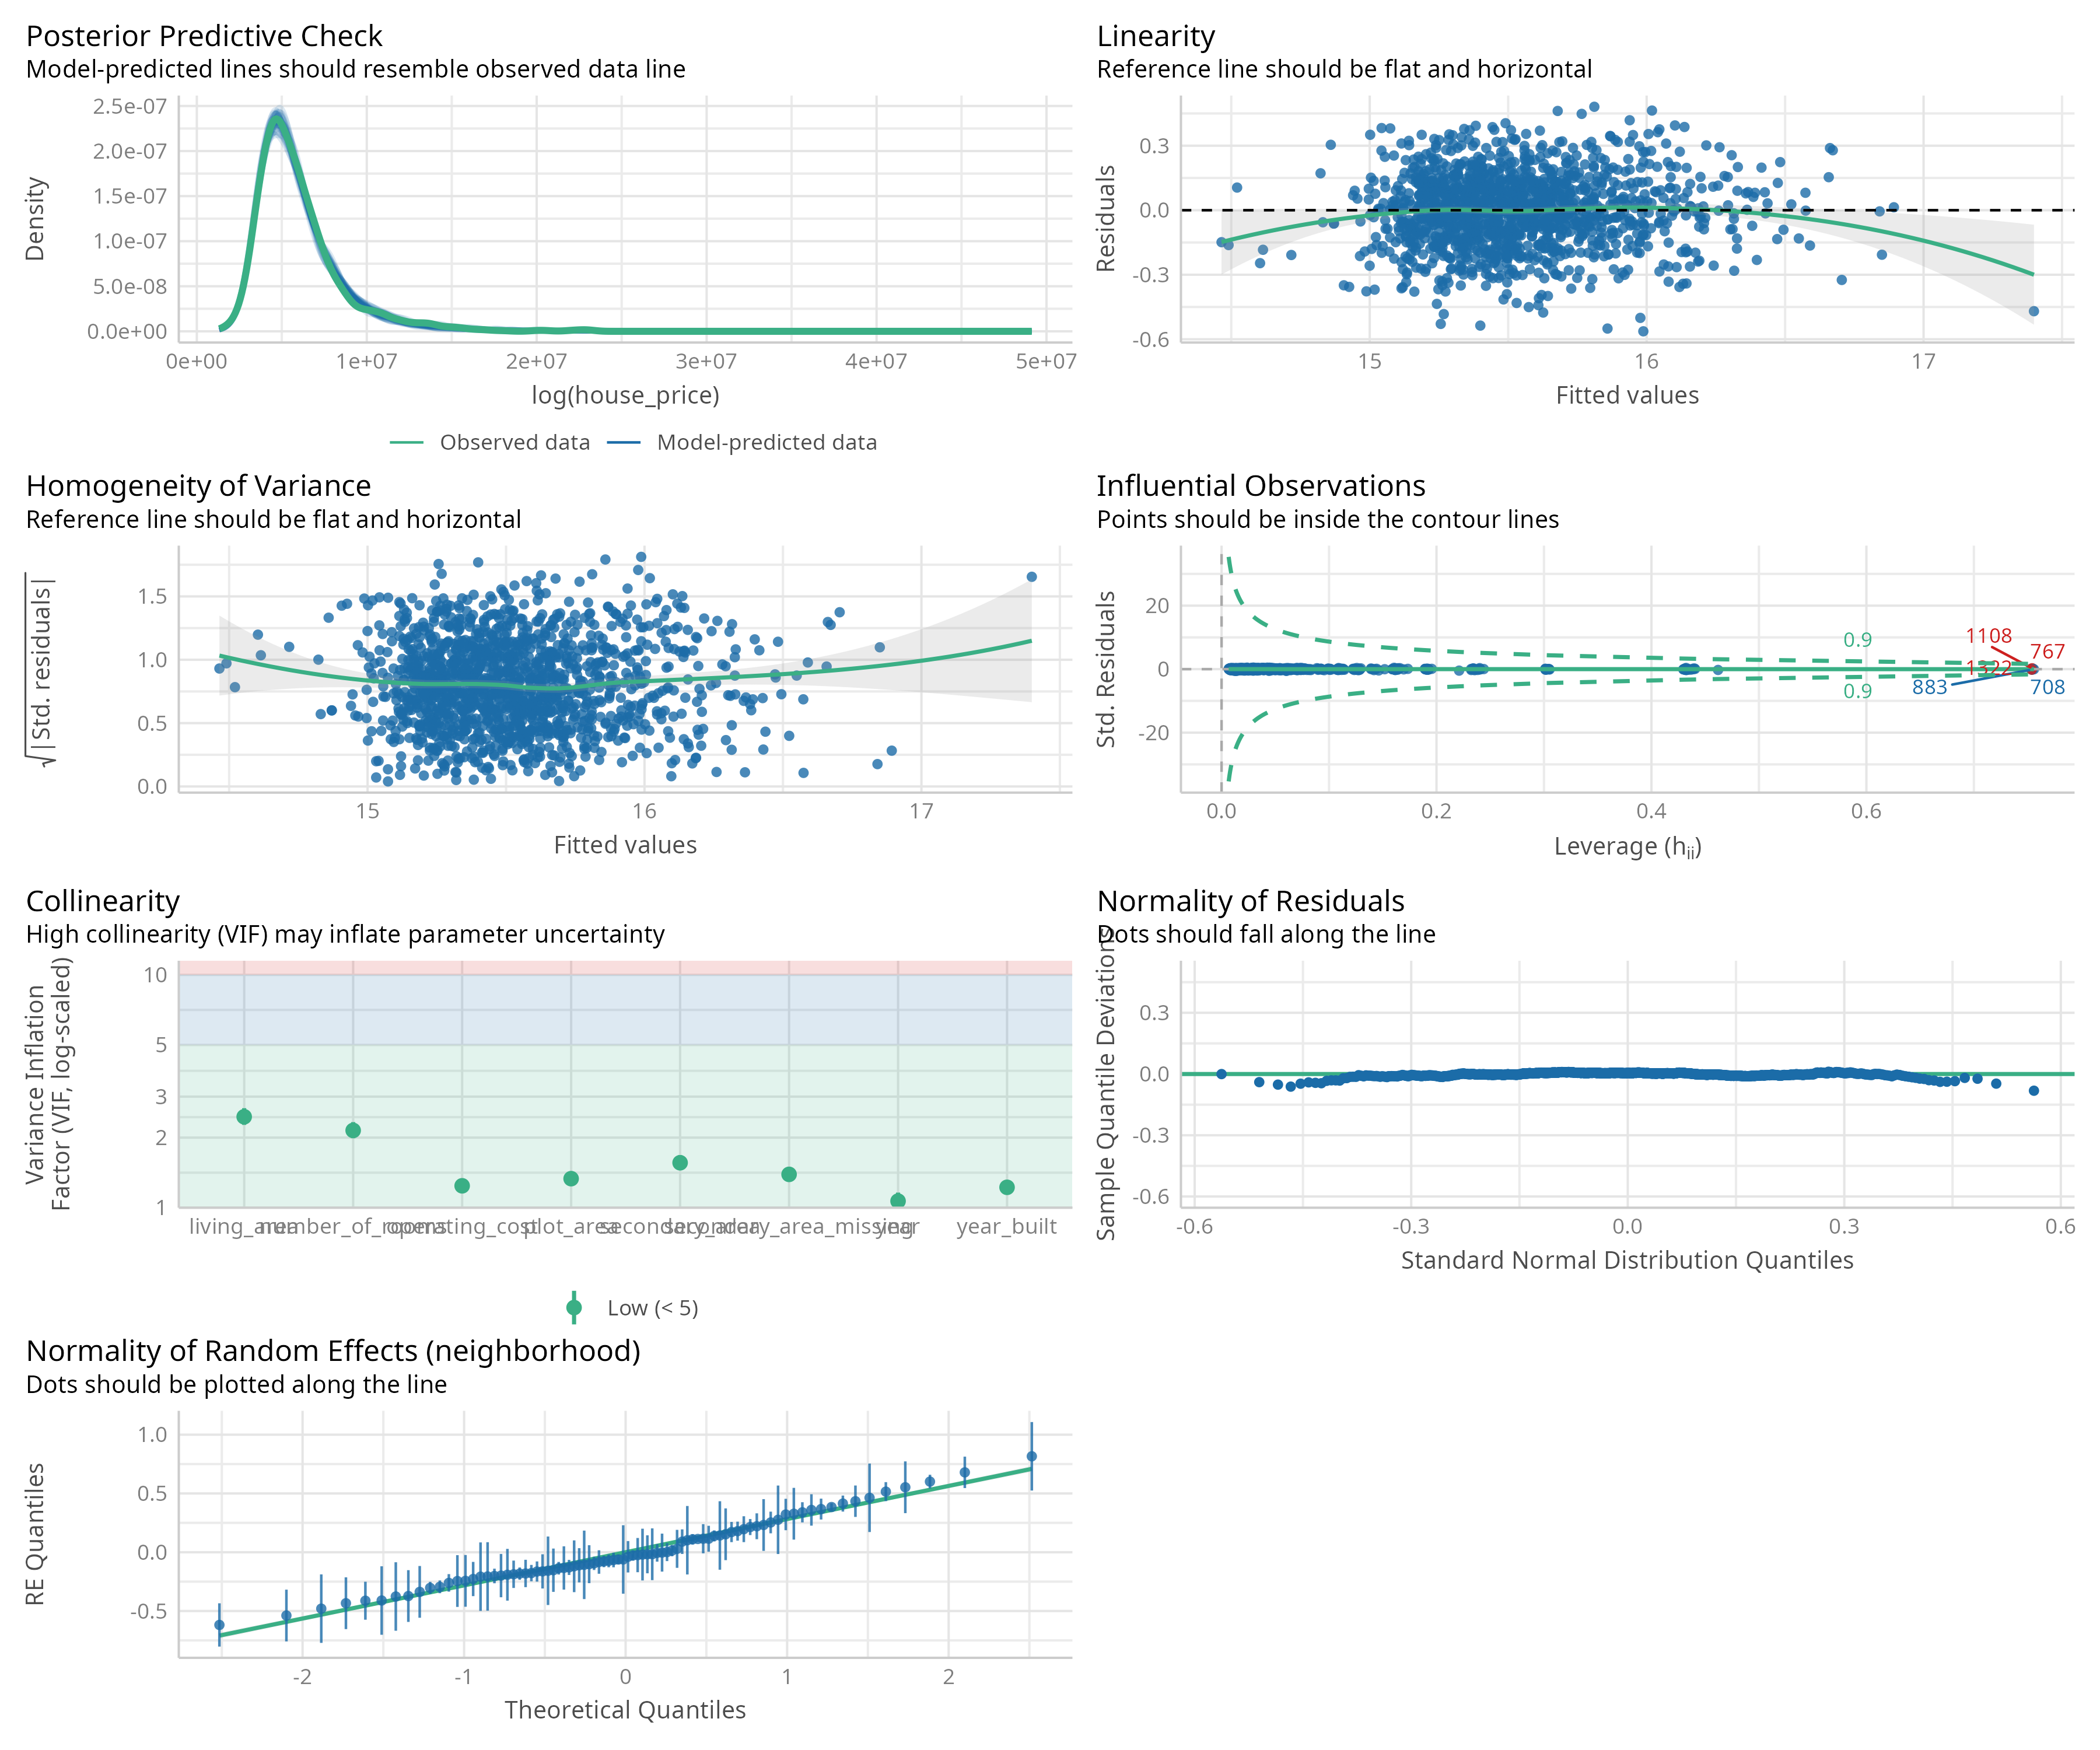 Posterior Predictive Check
Model-predicted lines should resemble observed data line
2.5e-07
2.0e-07
1.5e-07
1.0e-07
5.0e-08
0.0e+00
Density
0e+00 1e+07 2e+07 3e+07 4e+07 5e+07
log(house_price)
Observed data Model-predicted data
Linearity
Reference line should be flat and horizontal
0.3
0.0
-0.3
-0.6
Residuals
15 16 17
Fitted values
Homogeneity of Variance
Reference line should be flat and horizontal
1.5
1.0
0.5
0.0
√|Std. residuals|
15 16 17
Fitted values
Influential Observations
Points should be inside the contour lines
20
0
-20
Std. Residuals
0.9
0.9
1108
767
1322
883
708
0.0 0.2 0.4 0.6
Leverage (hii)
Collinearity
High collinearity (VIF) may inflate parameter uncertainty
10
5
3
2
1
Variance Inflation
Factor (VIF, log-scaled)
living_area number_of_rooms operating_cost plot_area secondary_area secondary_area_missing year year_built
Low (< 5)
Normality of Residuals
Dots should fall along the line
0.3
0.0
-0.3
-0.6
Sample Quantile Deviations
-0.6 -0.3 0.0 0.3 0.6
Standard Normal Distribution Quantiles
Normality of Random Effects (neighborhood)
Dots should be plotted along the line
1.0
0.5
0.0
-0.5
RE Quantiles
-2 -1 0 1 2
Theoretical Quantiles